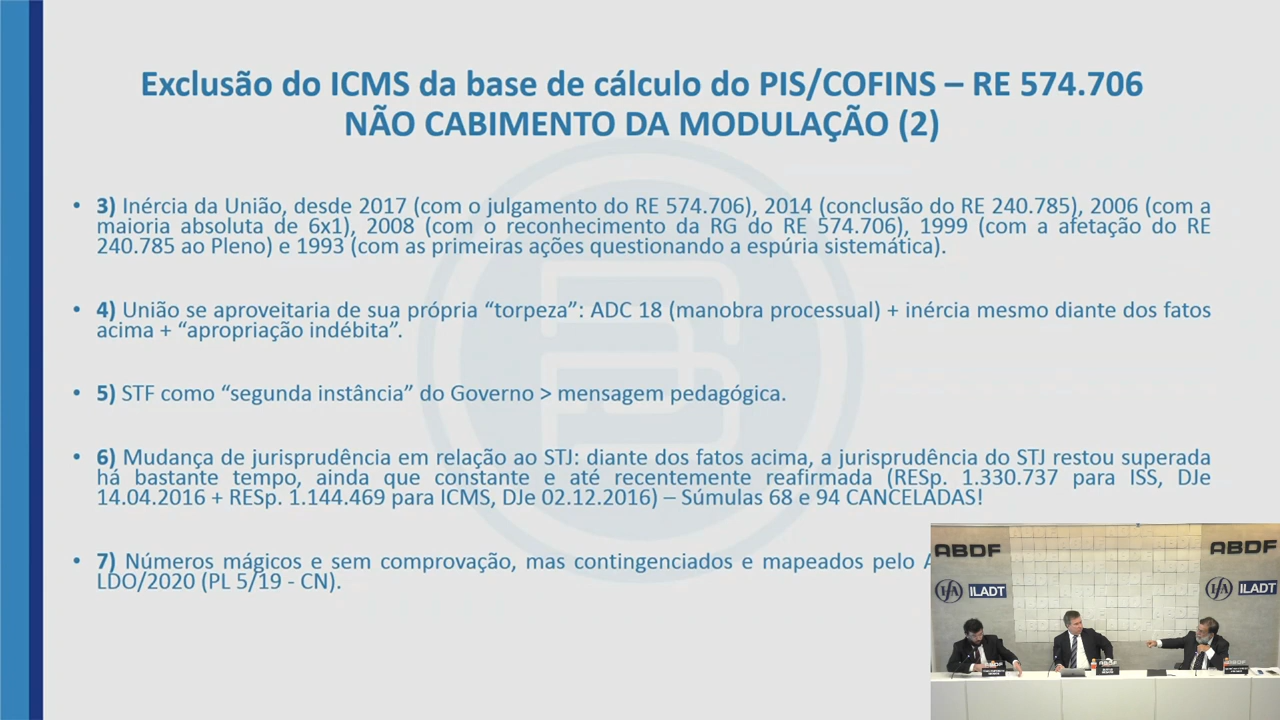 Exclusão do ICMS da base de cálculo do PIS/COFINS – RE 574.706
NÃO CABIMENTO DA MODULAÇÃO (2)
• 3) Inércia da União, desde 2017 (com o julgamento do RE 574.706), 2014 (conclusão do RE 240.785), 2006 (com a
maioria absoluta de 6x1), 2008 (com o reconhecimento da RG do RE 574.706), 1999 (com a afetação do RE
240.785 ao Pleno) e 1993 (com as primeiras ações questionando a espúria sistemática).
• 4) União se aproveitaria de sua própria “torpeza”: ADC 18 (manobra processual) + inércia mesmo diante dos fatos
acima + “apropriação indébita”.
• 5) STF como “segunda instância” do Governo > mensagem pedagógica.
• 6) Mudança de jurisprudência em relação ao STJ: diante dos fatos acima, a jurisprudência do STJ restou superada
há bastante tempo, ainda que constante e até recentemente reafirmada (RESp. 1.330.737 para ISS, DJe
14.04.2016 + RESp. 1.144.469 para ICMS, DJe 02.12.2016) – Súmulas 68 e 94 CANCELADAS!
• 7) Números mágicos e sem comprovação, mas contingenciados e mapeados pelo
LDO/2020 (PL 5/19 - CN).
ABDF
ABDF
IFA ILADT
IFA ILADT
ABDF
ABDF
ABDF